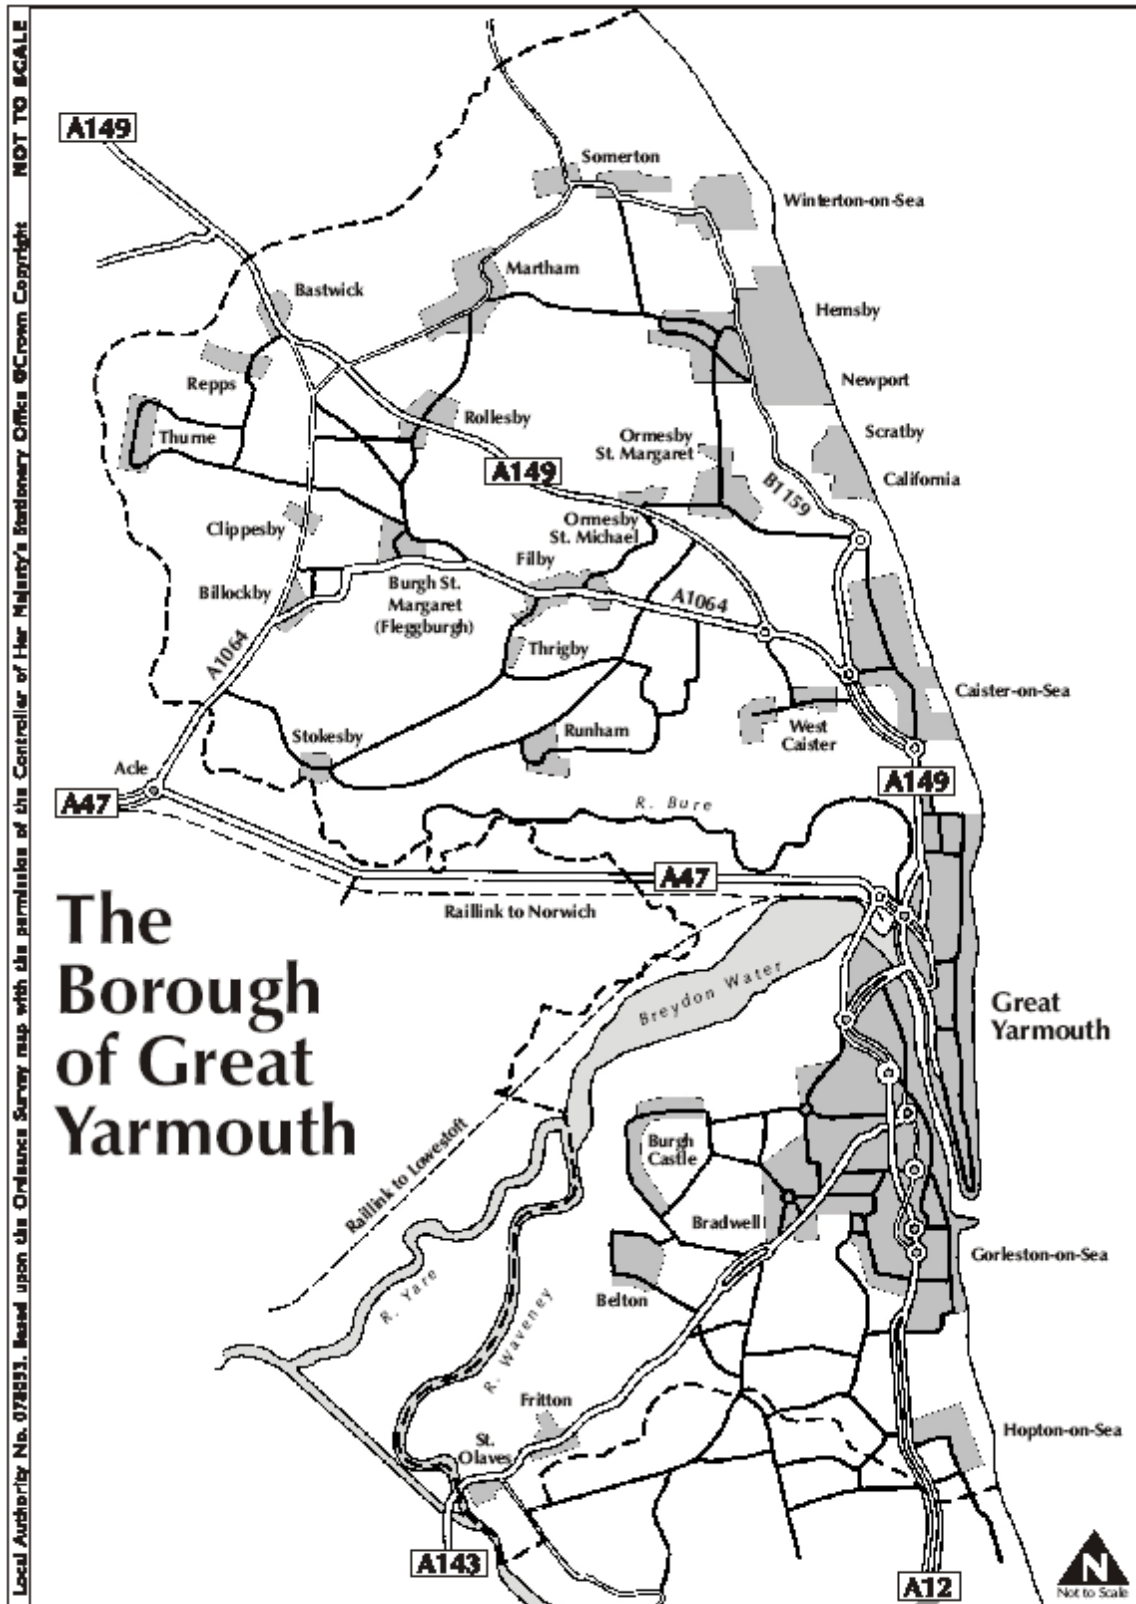 Local Authority No. 078833. Based upon the Ordnance Survey map with the permission of the Controller of Her Majesty's Stationery Office ©Crown Copyright NOT TO SCALE
A149
Somerton
Winterton-on-Sea
Martham
Bastwick
Hemsby
Repps
Newport
Rollesby
Thurne
Ormesby
St. Margaret
Scratby
A149
B1159
California
Clippesby
Ormesby
St. Michael
Filby
Billockby
Burgh St.
Margaret
(Fleggburgh)
A1064
A1064
Thrigby
Caister-on-Sea
Stokesby
Runham
West
Caister
Acle
A149
A47
R. Bure
A47
Raillink to Norwich
The
Borough
of Great
Yarmouth
Breydon Water
Great
Yarmouth
Raillink to Lowestoft
Burgh
Castle
Bradwell
Gorleston-on-Sea
R. Yare
Belton
R. Waveney
Fritton
St.
Olaves
Hopton-on-Sea
A143
A12
N
Not to Scale